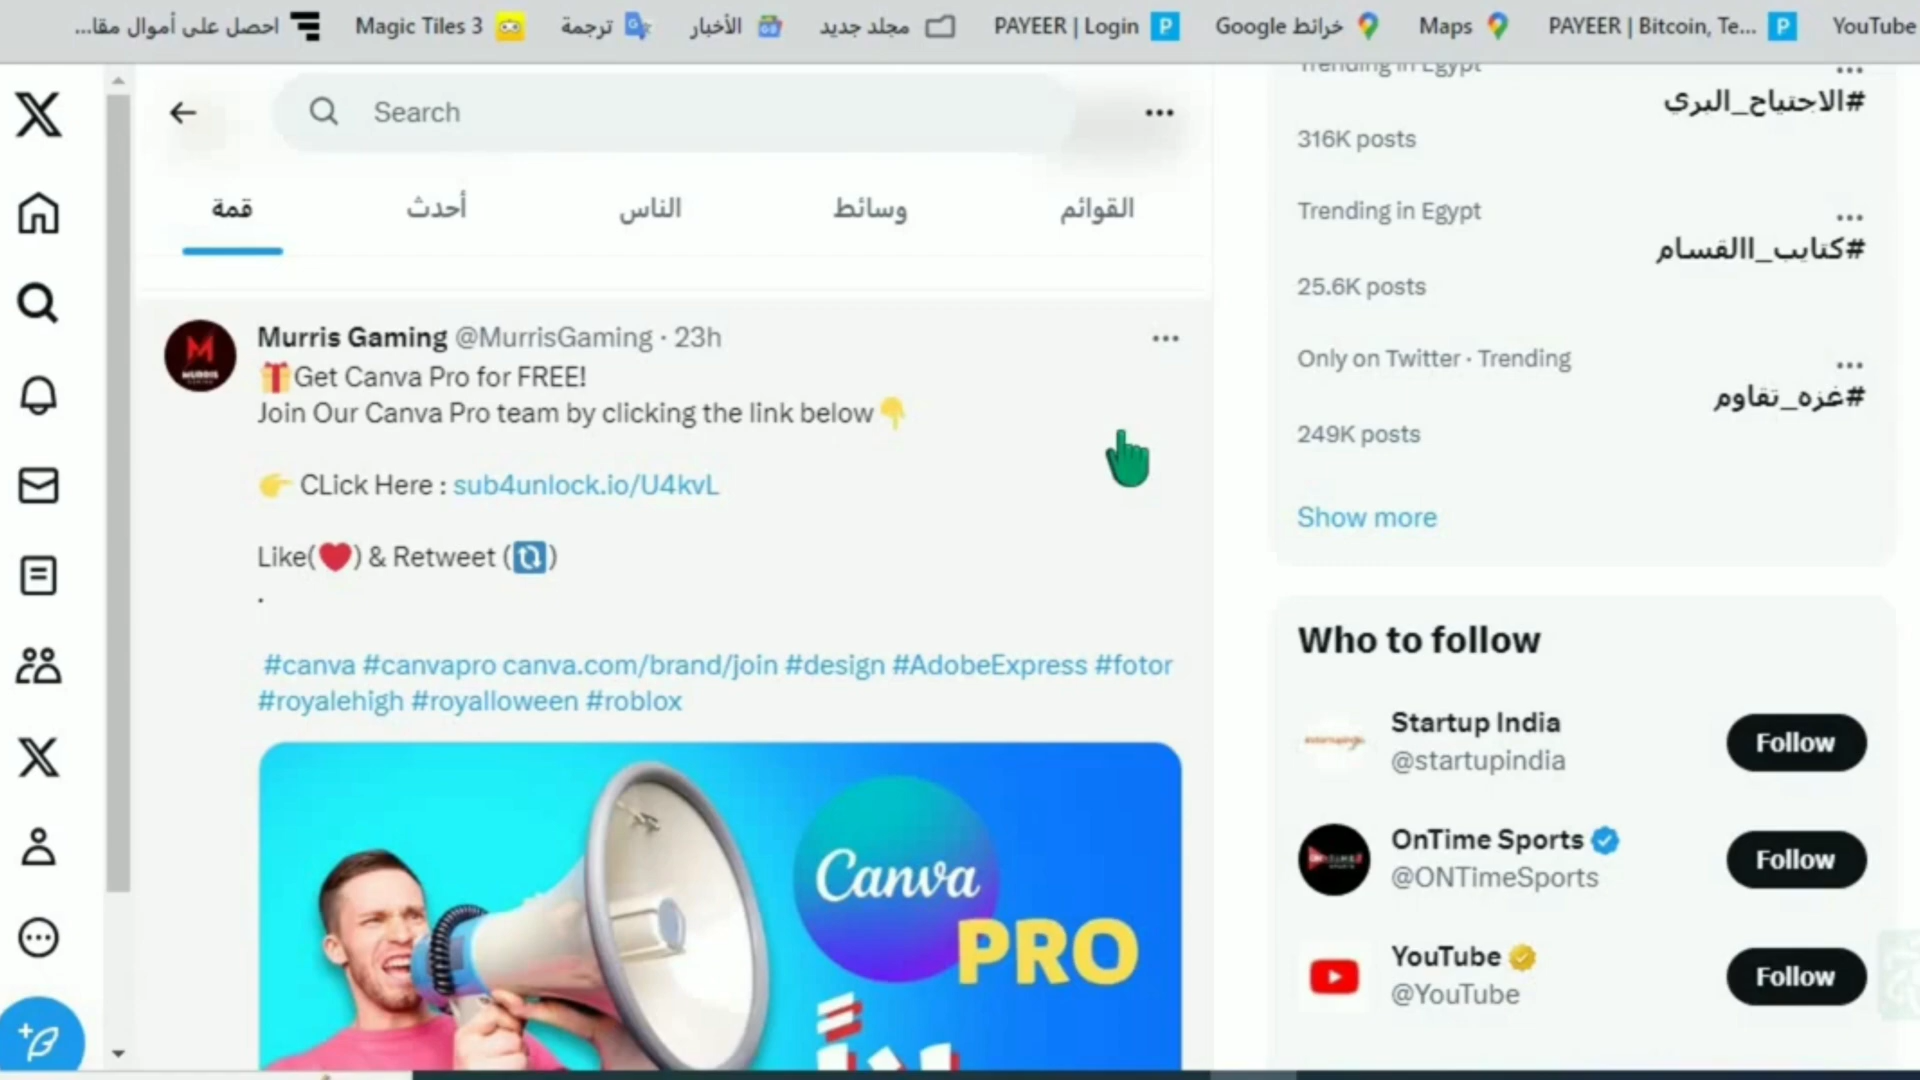 احصل على أموال مقا...
Magic Tiles 3
ترجمة
الأخبار
مجلد جديد
PAYEER | Login
خرائط Google
Maps
PAYEER | Bitcoin, Te...
YouTube
Search
قمة
أحدث
الناس
وسائط
القوائم
Murris Gaming @MurrisGaming · 23h
🎁Get Canva Pro for FREE!
Join Our Canva Pro team by clicking the link below👇
👉 CLick Here : sub4unlock.io/U4kvL
Like(❤️) & Retweet (🔃)
.
#canva #canvapro canva.com/brand/join #design #AdobeExpress #fotor
#royalehigh #royalloween #roblox
Canva
PRO
Trending in Egypt
#الاجتياح_البري
316K posts
Trending in Egypt
#كتايب_االقسام
25.6K posts
Only on Twitter · Trending
#غزه_تقاوم
249K posts
Show more
Who to follow
Startup India
@startupindia
Follow
OnTime Sports
@ONTimeSports
Follow
YouTube
@YouTube
Follow